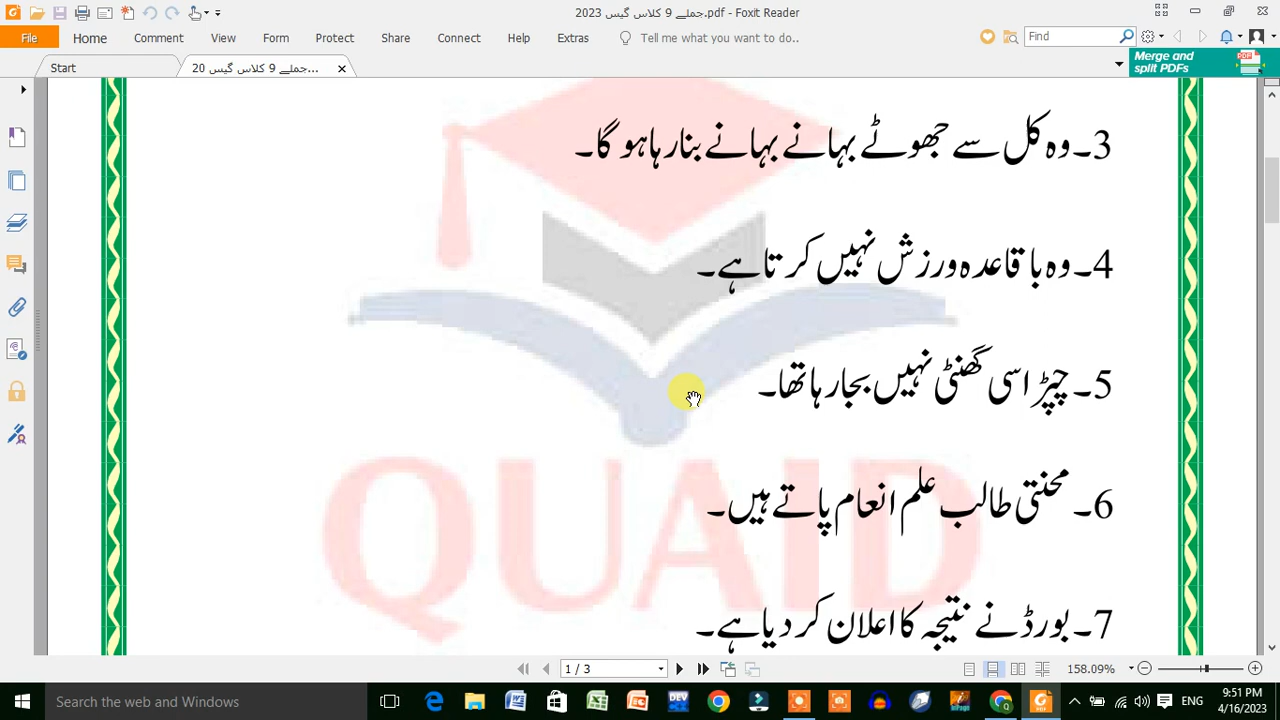 جملے 9 کلاس گیس 2023.pdf - Foxit Reader
File Home Comment View Form Protect Share Connect Help Extras Tell me what you want to do.. Find
Start جملے 9 کلاس گیس 20... Merge and
split PDFs
3۔ وہ کل سے جھوٹے بہانے بہانے بنا رہا ہو گا۔
4۔ وہ باقاعدہ ورزش نہیں کرتا ہے۔
5۔ چپڑاسی گھنٹی نہیں بجا رہا تھا۔
6۔ محنتی طالب علم انعام پاتے ہیں۔
7۔ بورڈ نے نتیجہ کا اعلان کر دیا ہے۔
QUAID
1 / 3 158.09%
Search the web and Windows DEV ENG 9:51 PM
4/16/2023